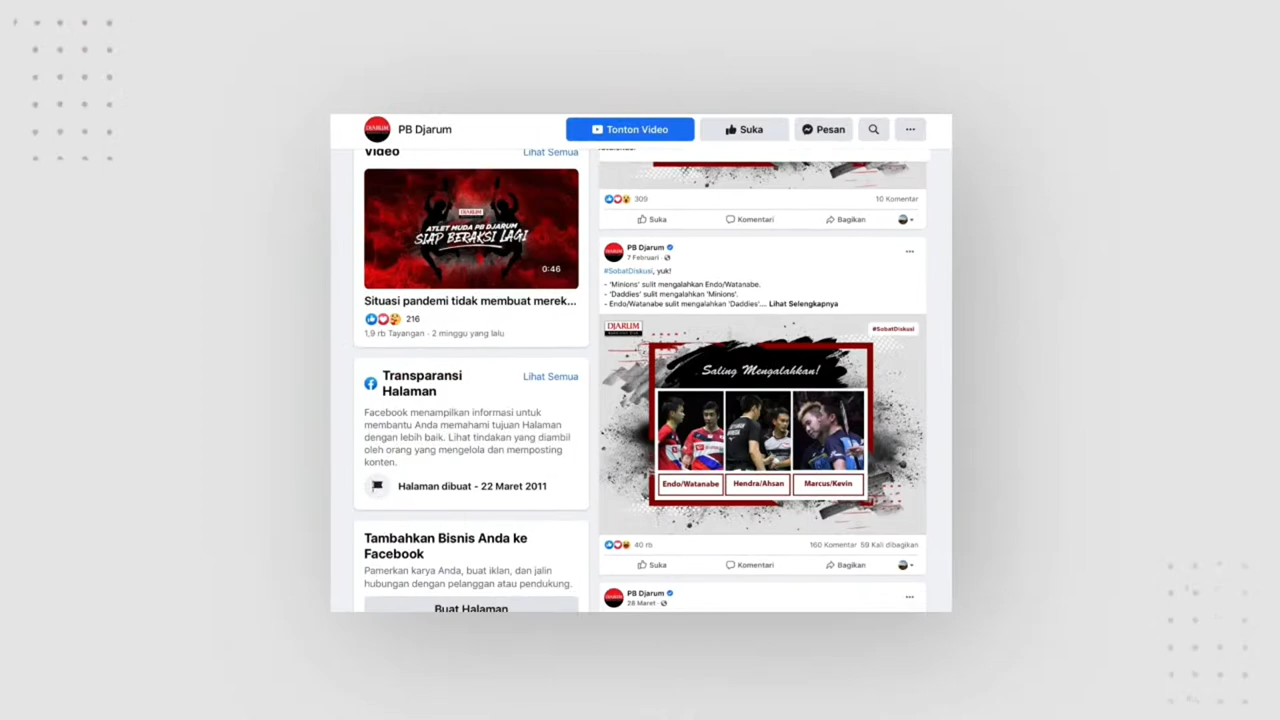 DJARUM
PB Djarum
Tonton Video
Suka
Pesan
Video
Lihat Semua
DJARUM
ATLET MUDA PB DJARUM
SIAP BERAKSI LAGI
0:46
Situasi pandemi tidak membuat merek...
216
1,9 rb Tayangan · 2 minggu yang lalu
Transparansi
Halaman
Lihat Semua
Facebook menampilkan informasi untuk
membantu Anda memahami tujuan Halaman
dengan lebih baik. Lihat tindakan yang diambil
oleh orang yang mengelola dan memposting
konten.
Halaman dibuat - 22 Maret 2011
Tambahkan Bisnis Anda ke
Facebook
Pamerkan karya Anda, buat iklan, dan jalin
hubungan dengan pelanggan atau pendukung.
Buat Halaman
309
10 Komentar
Suka
Komentari
Bagikan
DJARUM
PB Djarum
7 Februari ·
#SobatDiskusi, yuk!
- 'Minions' sulit mengalahkan Endo/Watanabe.
- 'Daddies' sulit mengalahkan 'Minions'.
- Endo/Watanabe sulit mengalahkan 'Daddies'.... Lihat Selengkapnya
DJARUM
#SobatDiskusi
Saling Mengalahkan!
Endo/Watanabe
Hendra/Ahsan
Marcus/Kevin
40 rb
160 Komentar 59 Kali dibagikan
Suka
Komentari
Bagikan
DJARUM
PB Djarum
28 Maret ·